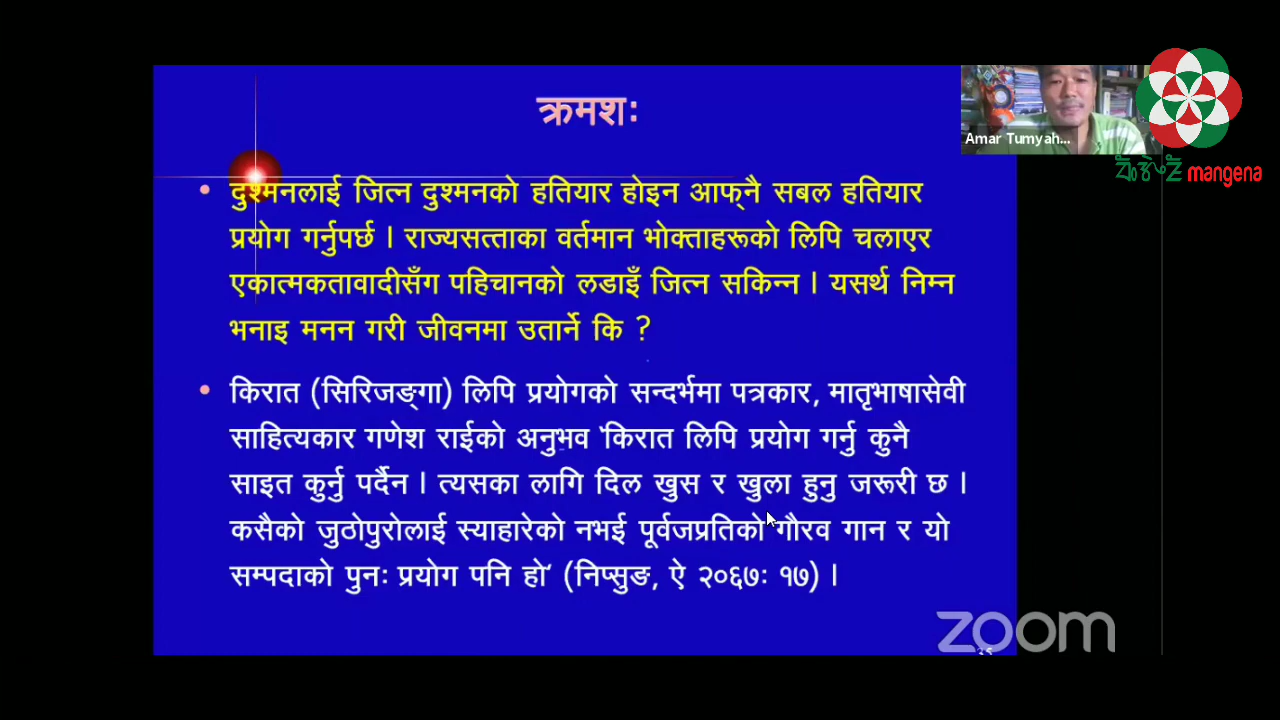 क्रमशः
दुश्मनलाई जित्न दुश्मनको हतियार होइन आफ्‌नै सबल हतियार
प्रयोग गर्नुपर्छ । राज्यसत्ताका वर्तमान भोक्ताहरूको लिपि चलाएर
एकात्मकतावादीसँग पहिचानको लडाइँ जित्न सकिन्न । यसर्थ निम्न
भनाइ मनन गरी जीवनमा उतार्ने कि ?
किरात (सिरिजङ्गा) लिपि प्रयोगको सन्दर्भमा पत्रकार, मातृभाषासेवी
साहित्यकार गणेश राईको अनुभव 'किरात लिपि प्रयोग गर्नु कुनै
साइत कुर्नु पर्दैन । त्यसका लागि दिल खुस र खुला हुनु जरूरी छ ।
कसैको जुठोपुरोलाई स्याहारेको नभई पूर्वजप्रतिको गौरव गान र यो
सम्पदाको पुनः प्रयोग पनि हो' (निप्सुङ, ऐ २०६७ः १७) ।
Amar Tumyah...
mangena
zoom